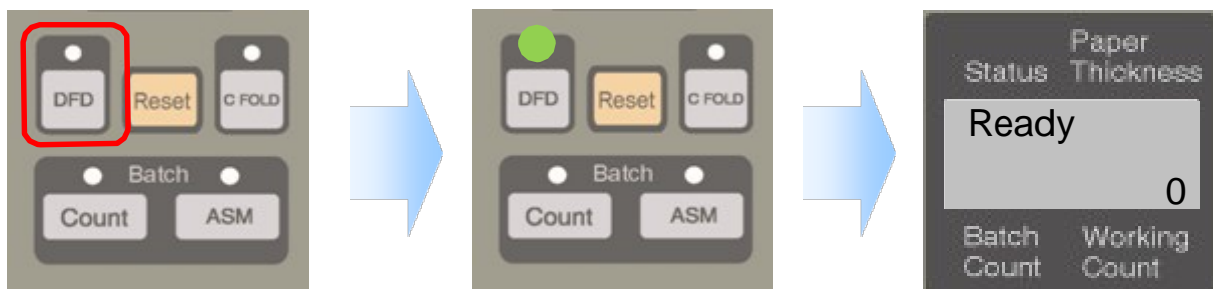 DFD
Reset
C FOLD
Batch
Count
ASM
DFD
Reset
C FOLD
Batch
Count
ASM
Status
Paper
Thickness
Ready
0
Batch
Count
Working
Count